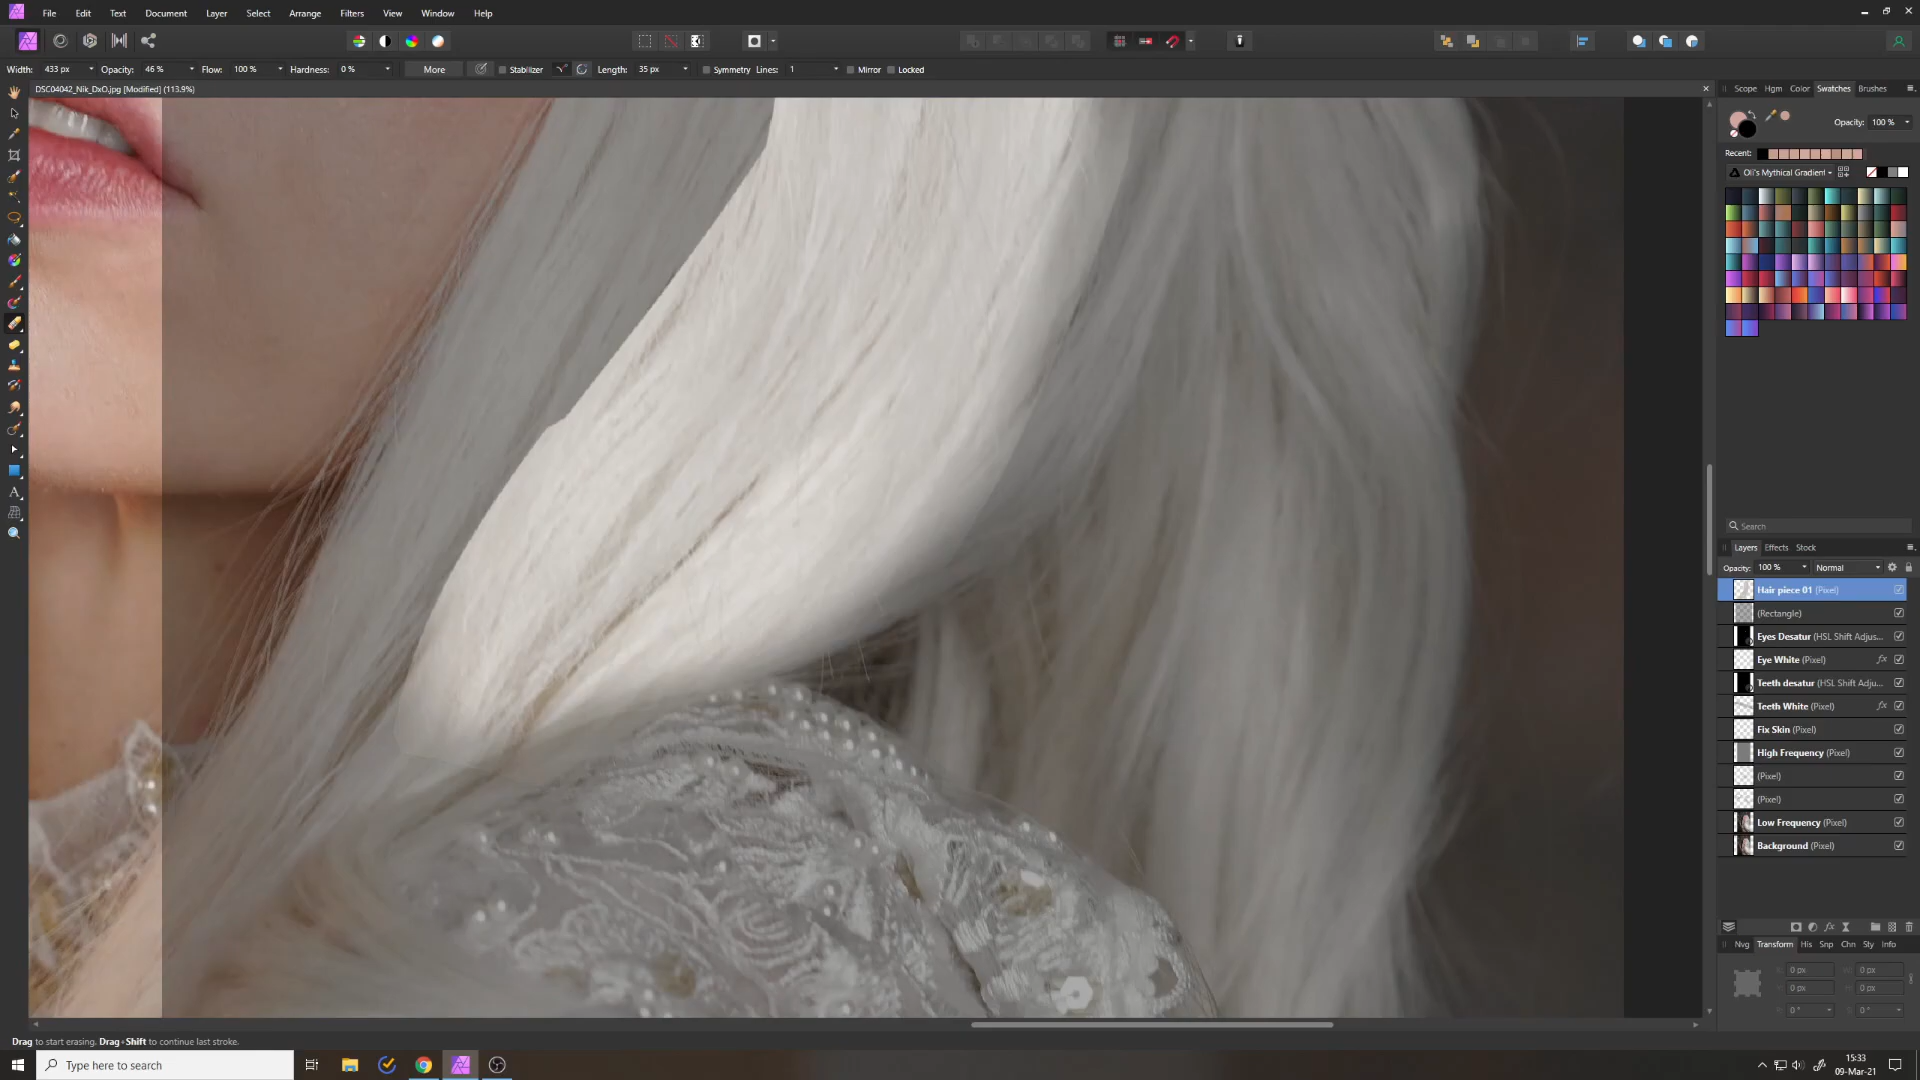 File Edit Text Document Layer Select Arrange Filters View Window Help
Width: 433 px Opacity: 46 % Flow: 100 % Hardness: 0 % More Stabilizer Length: 35 px Symmetry Lines: 1 Mirror Locked
DSC04042_Nik_DxO.jpg [Modified] (113.9%)
Scope Hgm Color Swatches Brushes
Opacity: 100 %
Recent:
Oli's Mythical Gradient
A
Search
Layers Effects Stock
Opacity: 100 % Normal
Hair piece 01 (Pixel)
(Rectangle)
Eyes Desatur (HSL Shift Adjus...
Eye White (Pixel) fx
Teeth desatur (HSL Shift Adju...
Teeth White (Pixel) fx
Fix Skin (Pixel)
High Frequency (Pixel)
(Pixel)
(Pixel)
Low Frequency (Pixel)
Background (Pixel)
Nvg Transform His Snp Chn Sty Info
X: 0 px W: 0 px
Y: 0 px H: 0 px
R: 0 ° S: 0 °
Drag to start erasing. Drag+Shift to continue last stroke.
Type here to search
15:33
09-Mar-21